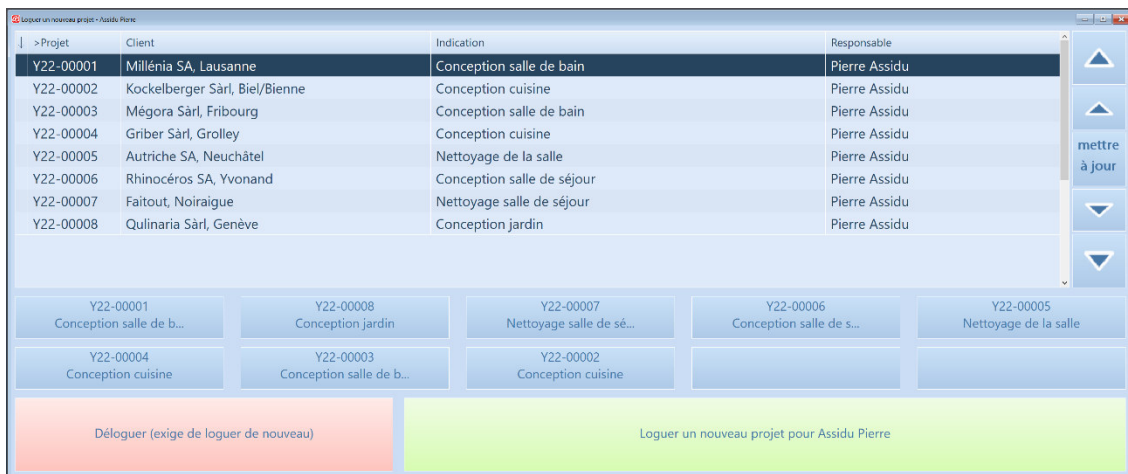 Loguer un nouveau projet • Assidu Pierre
>Projet Client Indication Responsable
Y22-00001 Millénia SA, Lausanne Conception salle de bain Pierre Assidu
Y22-00002 Kockelberger Sàrl, Biel/Bienne Conception cuisine Pierre Assidu
Y22-00003 Mégora Sàrl, Fribourg Conception salle de bain Pierre Assidu
Y22-00004 Griber Sàrl, Grolley Conception cuisine Pierre Assidu
Y22-00005 Autriche SA, Neuchâtel Nettoyage de la salle Pierre Assidu
Y22-00006 Rhinocéros SA, Yvonand Conception salle de séjour Pierre Assidu
Y22-00007 Faitout, Noiraigue Nettoyage salle de séjour Pierre Assidu
Y22-00008 Qulinaria Sàrl, Genève Conception jardin Pierre Assidu
mettre
à jour
Y22-00001 Y22-00008 Y22-00007 Y22-00006 Y22-00005
Conception salle de b... Conception jardin Nettoyage salle de sé... Conception salle de s... Nettoyage de la salle
Y22-00004 Y22-00003 Y22-00002
Conception cuisine Conception salle de b... Conception cuisine
Déloguer (exige de loguer de nouveau) Loguer un nouveau projet pour Assidu Pierre